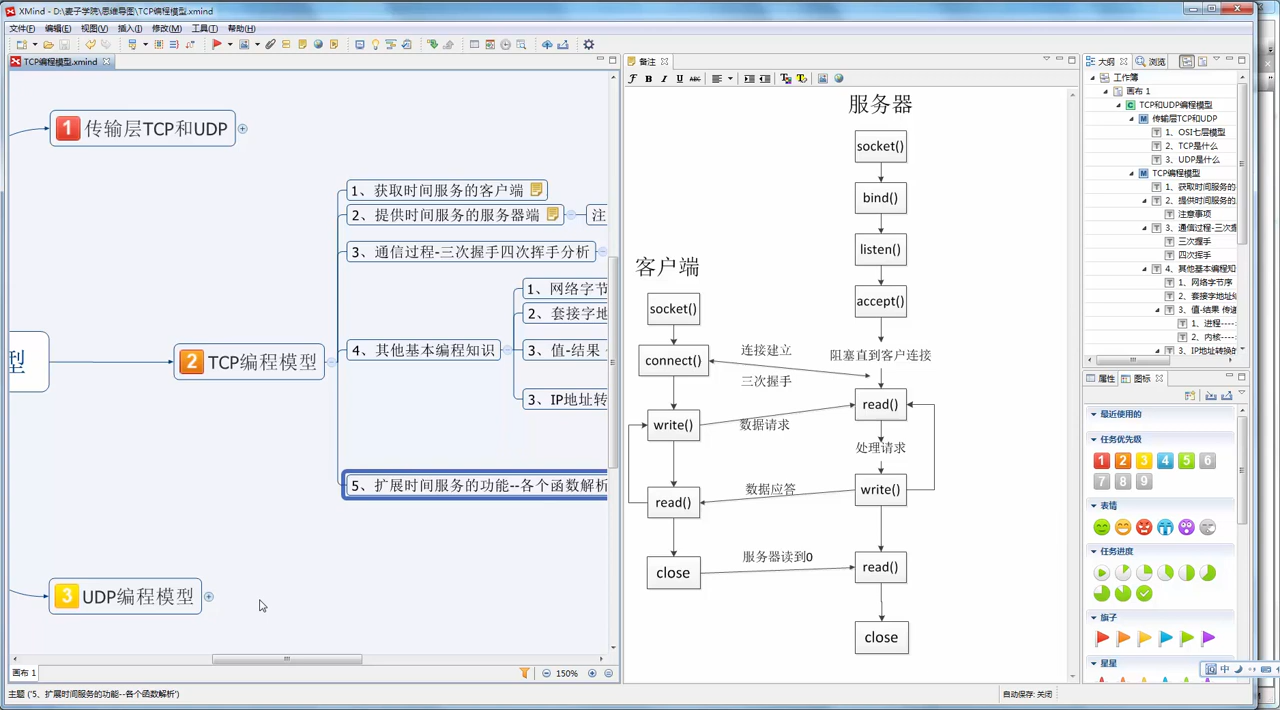 XMind - D:\麦子学院\思维导图\TCP编程模型.xmind
文件(F) 编辑(E) 视图(V) 插入(I) 修改(M) 工具(T) 帮助(H)
TCP编程模型.xmind
1 传输层TCP和UDP
1、获取时间服务的客户端
2、提供时间服务的服务器端
注
3、通信过程-三次握手四次挥手分析
1、网络字节
2、套接字地
型
2 TCP编程模型
4、其他基本编程知识
3、值-结果
3、IP地址转
5、扩展时间服务的功能--各个函数解析
3 UDP编程模型
画布 1
150%
主题 ('5、扩展时间服务的功能--各个函数解析')
自动保存: 关闭
备注
B I U ABC
服务器
socket()
bind()
listen()
accept()
阻塞直到客户连接
read()
处理请求
write()
read()
close
客户端
socket()
connect()
write()
read()
close
连接建立
三次握手
数据请求
数据应答
服务器读到0
大纲 浏览
工作簿
画布 1
TCP和UDP编程模型
传输层TCP和UDP
1、OSI七层模型
2、TCP是什么
3、UDP是什么
TCP编程模型
1、获取时间服务的
2、提供时间服务的
注意事项
3、通信过程-三次
三次握手
四次挥手
4、其他基本编程知
1、网络字节序
2、套接字地址
3、值-结果 传递
1、进程----
2、内核----
3、IP地址转换的
属性 图标
最近使用的
任务优先级
1 2 3 4 5 6
7 8 9
表情
任务进度
旗子
星星
中